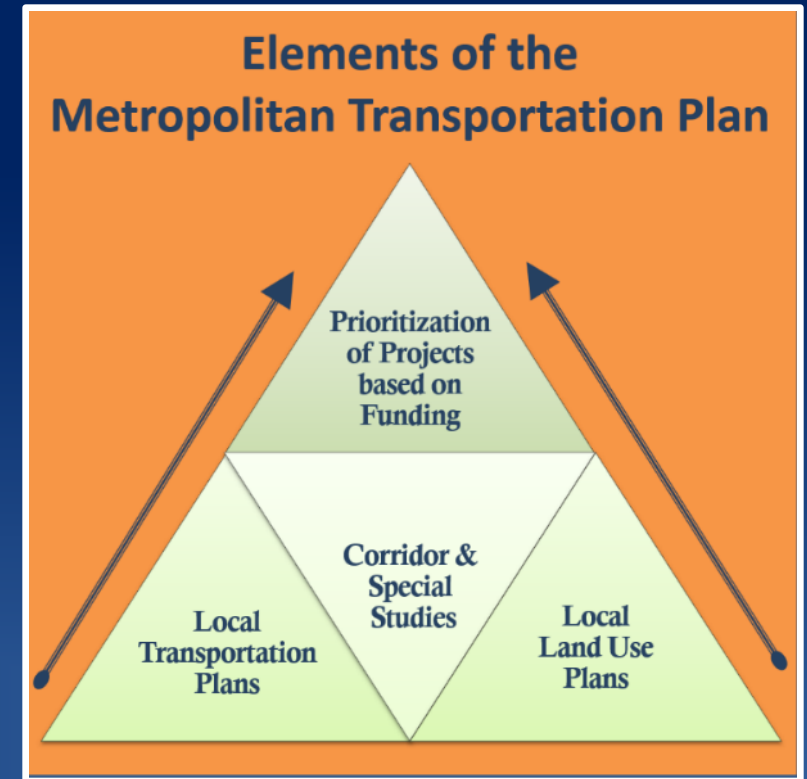 Elements of the
Metropolitan Transportation Plan
Prioritization
of Projects
based on
Funding
Corridor &
Special
Studies
Local
Transportation
Plans
Local
Land Use
Plans